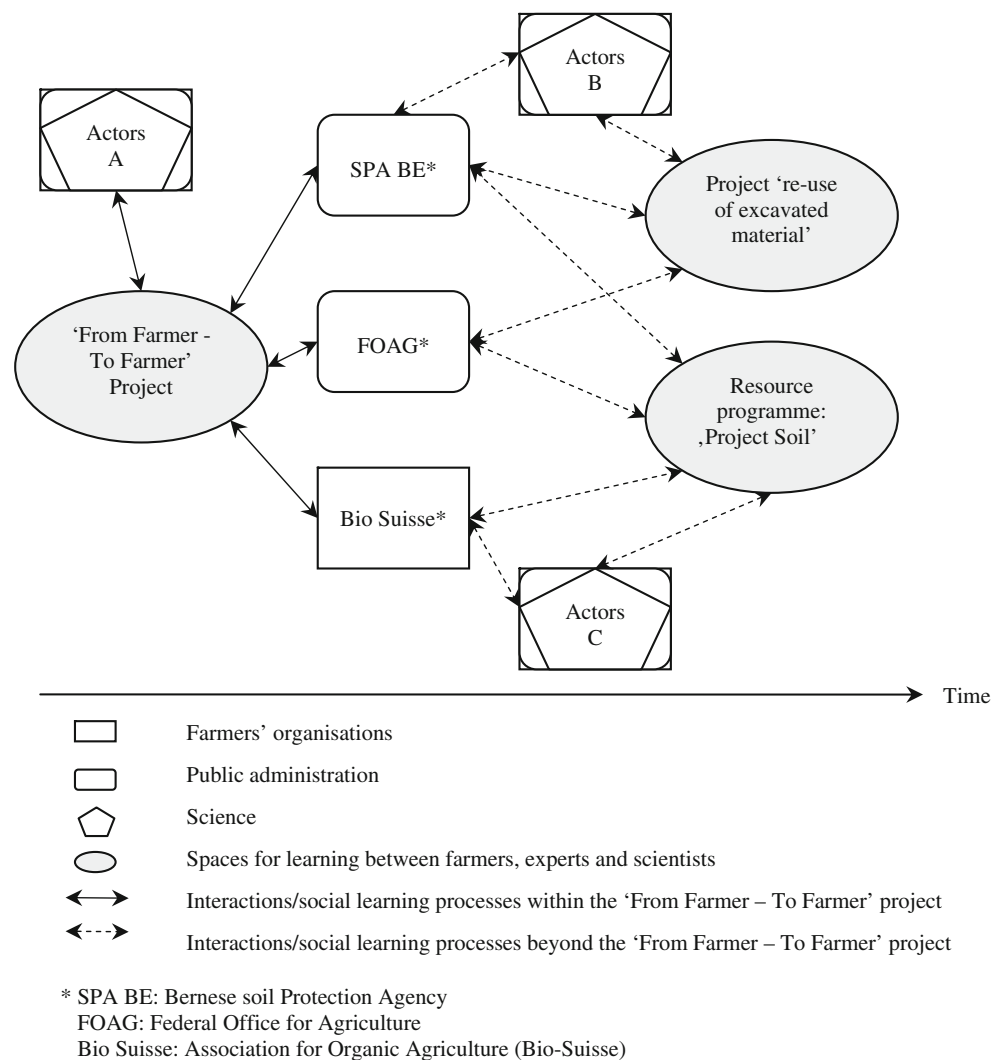 Actors
A
Actors
B
SPA BE*
Project ‘re-use
of excavated
material’
‘From Farmer -
To Farmer’
Project
FOAG*
Resource
programme:
‚Project Soil’
Bio Suisse*
Actors
C
Time
Farmers’ organisations
Public administration
Science
Spaces for learning between farmers, experts and scientists
Interactions/social learning processes within the ‘From Farmer – To Farmer’ project
Interactions/social learning processes beyond the ‘From Farmer – To Farmer’ project
* SPA BE: Bernese soil Protection Agency
FOAG: Federal Office for Agriculture
Bio Suisse: Association for Organic Agriculture (Bio-Suisse)